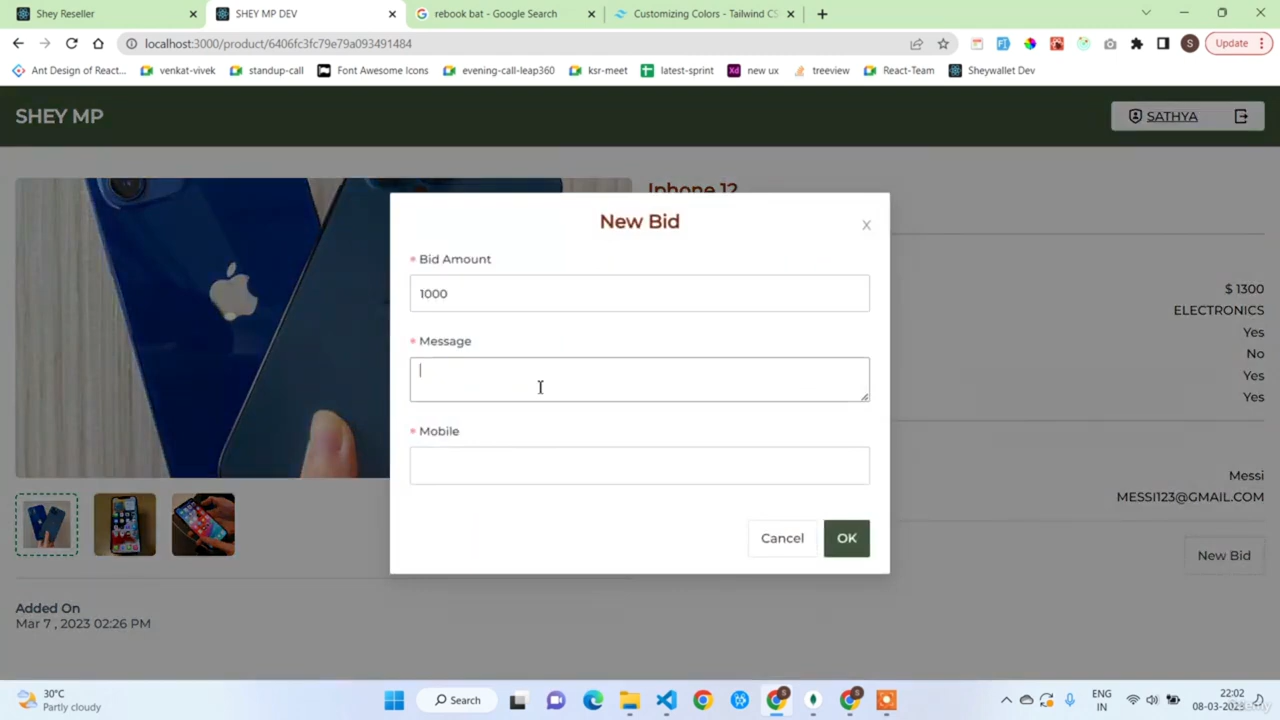 Shey Reseller
SHEY MP DEV
rebook bat - Google Search
Customizing Colors - Tailwind CS
localhost:3000/product/6406fc3fc79e79a093491484
S
Update
Ant Design of React...
venkat-vivek
standup-call
Font Awesome Icons
evening-call-leap360
ksr-meet
latest-sprint
Xd
new ux
treeview
React-Team
Sheywallet Dev
SHEY MP
SATHYA
Iphone 12
New Bid
X
* Bid Amount
1000
* Message
* Mobile
Cancel
OK
$ 1300
ELECTRONICS
Yes
No
Yes
Yes
Messi
MESSI123@GMAIL.COM
New Bid
Added On
Mar 7 , 2023 02:26 PM
30°C
Partly cloudy
Search
ENG
IN
22:02
08-03-2023